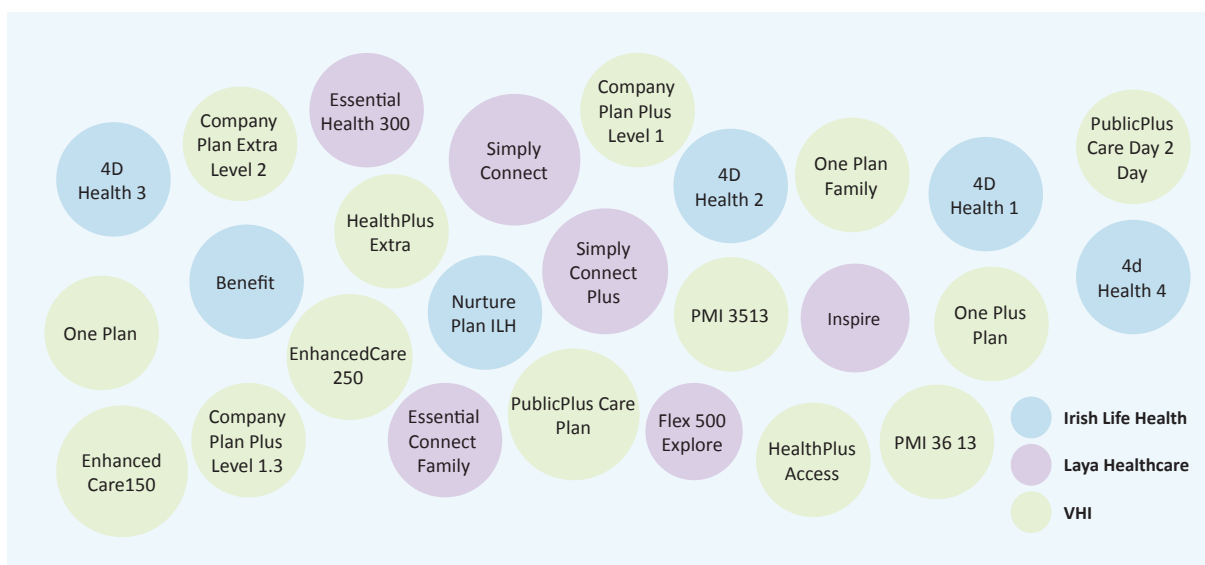 4D
Health 3
Company
Plan Extra
Level 2
Essential
Health 300
Simply
Connect
Company
Plan Plus
Level 1
4D
Health 2
One Plan
Family
4D
Health 1
PublicPlus
Care Day 2
Day
HealthPlus
Extra
Benefit
Nurture
Plan ILH
Simply
Connect
Plus
PMI 3513
Inspire
One Plus
Plan
4d
Health 4
One Plan
EnhancedCare
250
Enhanced
Care150
Company
Plan Plus
Level 1.3
Essential
Connect
Family
PublicPlus Care
Plan
Flex 500
Explore
HealthPlus
Access
PMI 36 13
Irish Life Health
Laya Healthcare
VHI